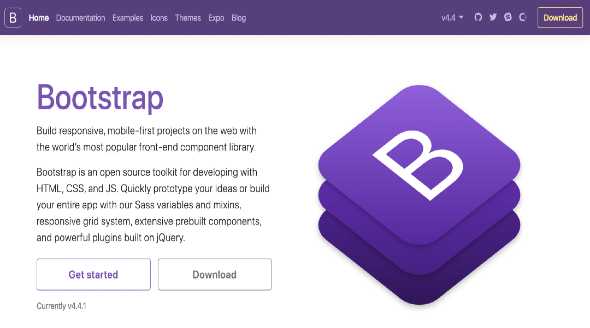 B Home Documentation Examples Icons Themes Expo Blog v4.4 Download
Bootstrap
Build responsive, mobile-first projects on the web with
the world's most popular front-end component library.
Bootstrap is an open source toolkit for developing with
HTML, CSS, and JS. Quickly prototype your ideas or build
your entire app with our Sass variables and mixins,
responsive grid system, extensive prebuilt components,
and powerful plugins built on jQuery.
Get started Download
Currently v4.4.1
B